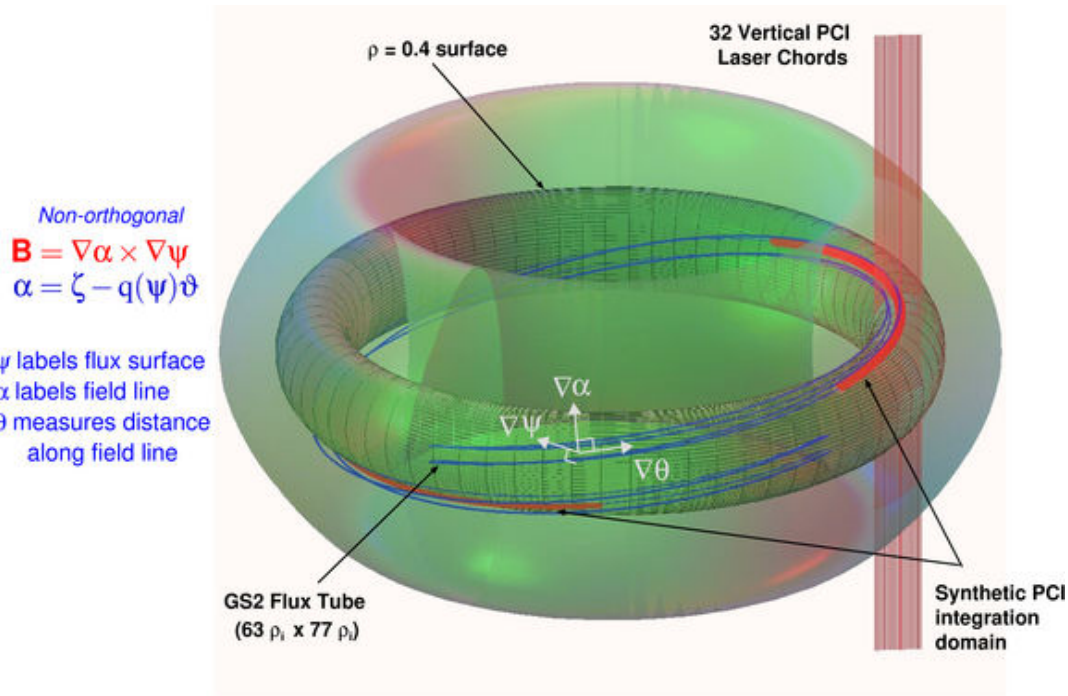 32 Vertical PCI
Laser Chords
ρ = 0.4 surface
Non-orthogonal
B = ∇α × ∇ψ
α = ζ − q(ψ)ϑ
ψ labels flux surface
α labels field line
θ measures distance
along field line
∇α
∇ψ
∇θ
GS2 Flux Tube
(63 ρi x 77 ρi)
Synthetic PCI
integration
domain